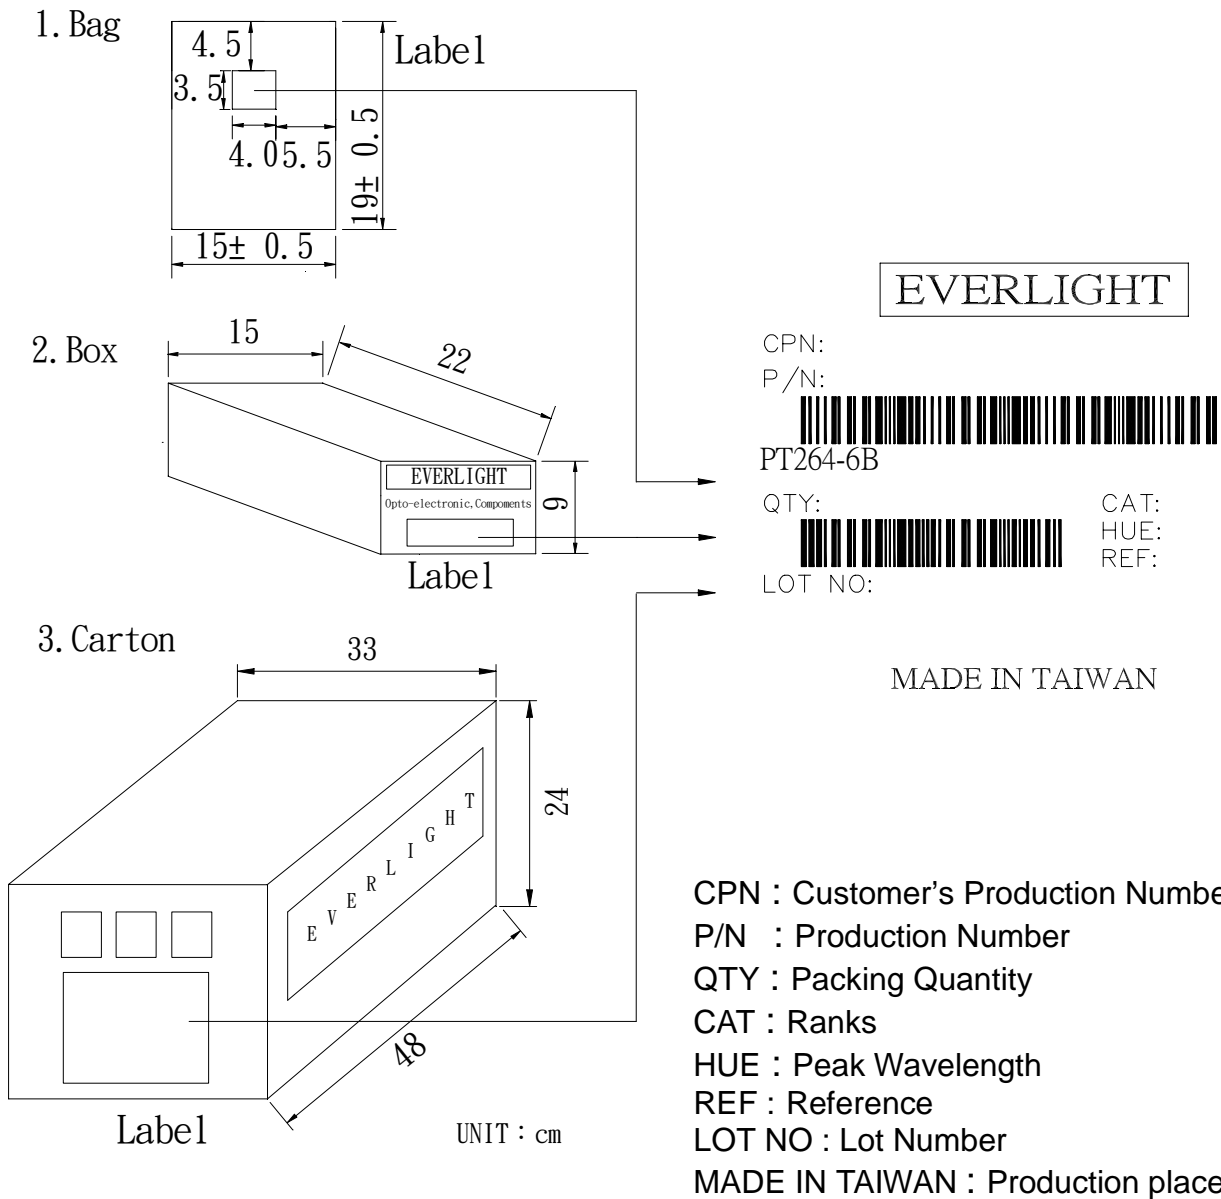 1. Bag
4.5
Label
3.5
4.0 5.5
19± 0.5
15± 0.5
EVERLIGHT
CPN:
P/N:
PT264-6B
QTY:
CAT:
HUE:
REF:
LOT NO:
MADE IN TAIWAN
2. Box
15
22
EVERLIGHT
Opto-electronic,Compoments
9
Label
3. Carton
33
24
EVERLIGHT
48
Label
UNIT : cm
CPN : Customer's Production Numbe
P/N : Production Number
QTY : Packing Quantity
CAT : Ranks
HUE : Peak Wavelength
REF : Reference
LOT NO : Lot Number
MADE IN TAIWAN : Production place